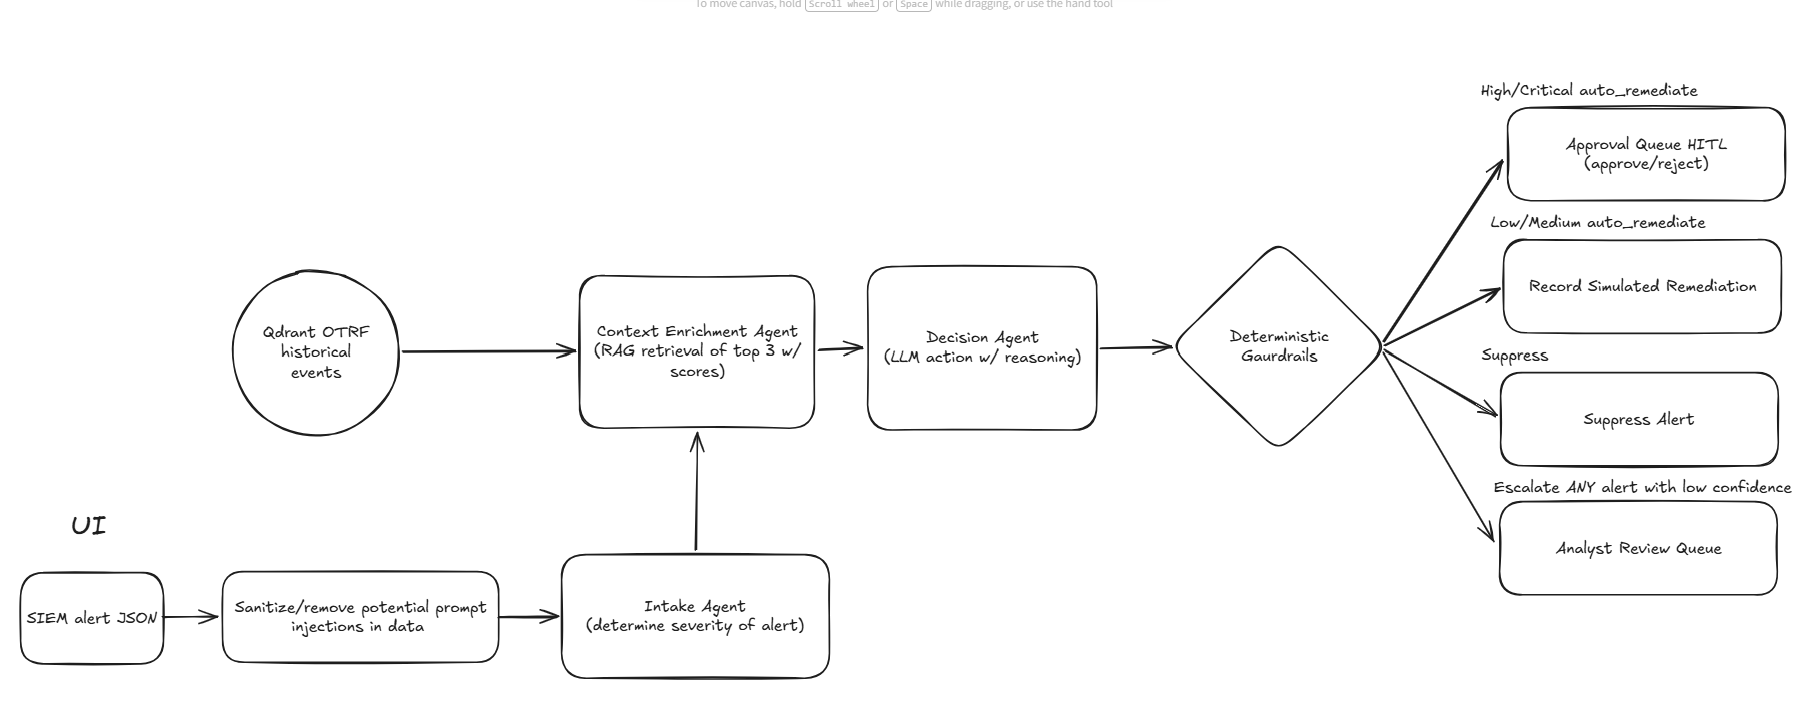 To move canvas, hold Scroll wheel or Space while dragging, or use the hand tool
High/Critical auto_remediate
Approval Queue HITL
(approve/reject)
Low/Medium auto_remediate
Record Simulated Remediation
Qdrant OTRF
historical
events
Context Enrichment Agent
(RAG retrieval of top 3 w/
scores)
Decision Agent
(LLM action w/ reasoning)
Deterministic
Gaurdrails
Suppress
Suppress Alert
Escalate ANY alert with low confidence
Analyst Review Queue
UI
SIEM alert JSON
Sanitize/remove potential prompt
injections in data
Intake Agent
(determine severity of alert)